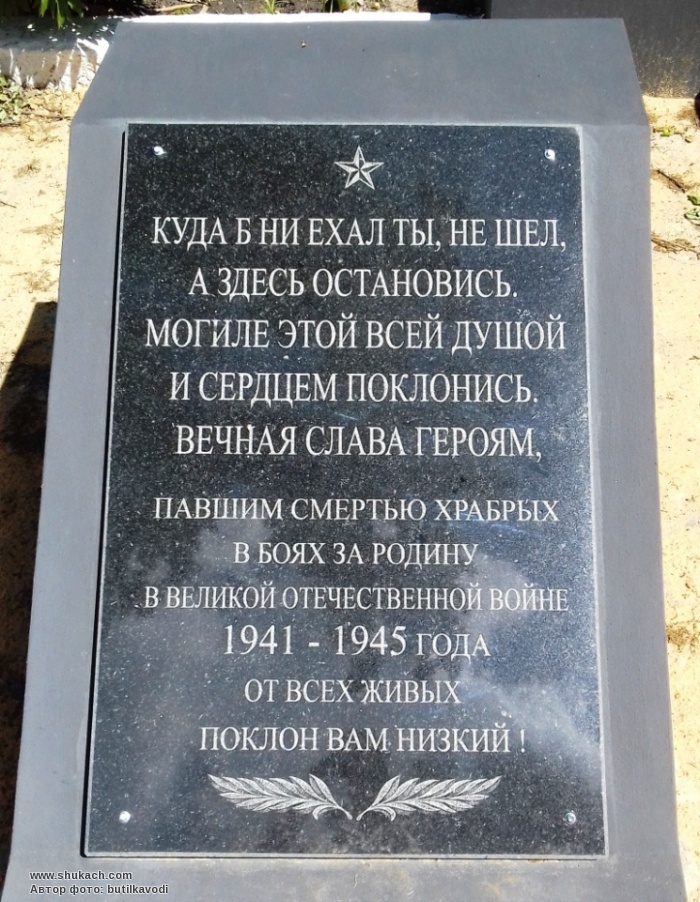 КУДА Б НИ ЕХАЛ ТЫ, НЕ ШЕЛ,
А ЗДЕСЬ ОСТАНОВИСЬ.
МОГИЛЕ ЭТОЙ ВСЕЙ ДУШОЙ
И СЕРДЦЕМ ПОКЛОНИСЬ.
ВЕЧНАЯ СЛАВА ГЕРОЯМ,
ПАВШИМ СМЕРТЬЮ ХРАБРЫХ
В БОЯХ ЗА РОДИНУ
В ВЕЛИКОЙ ОТЕЧЕСТВЕННОЙ ВОЙНЕ
1941 - 1945 ГОДА
ОТ ВСЕХ ЖИВЫХ
ПОКЛОН ВАМ НИЗКИЙ !
www.shukach.com
Автор фото: butilkavodi